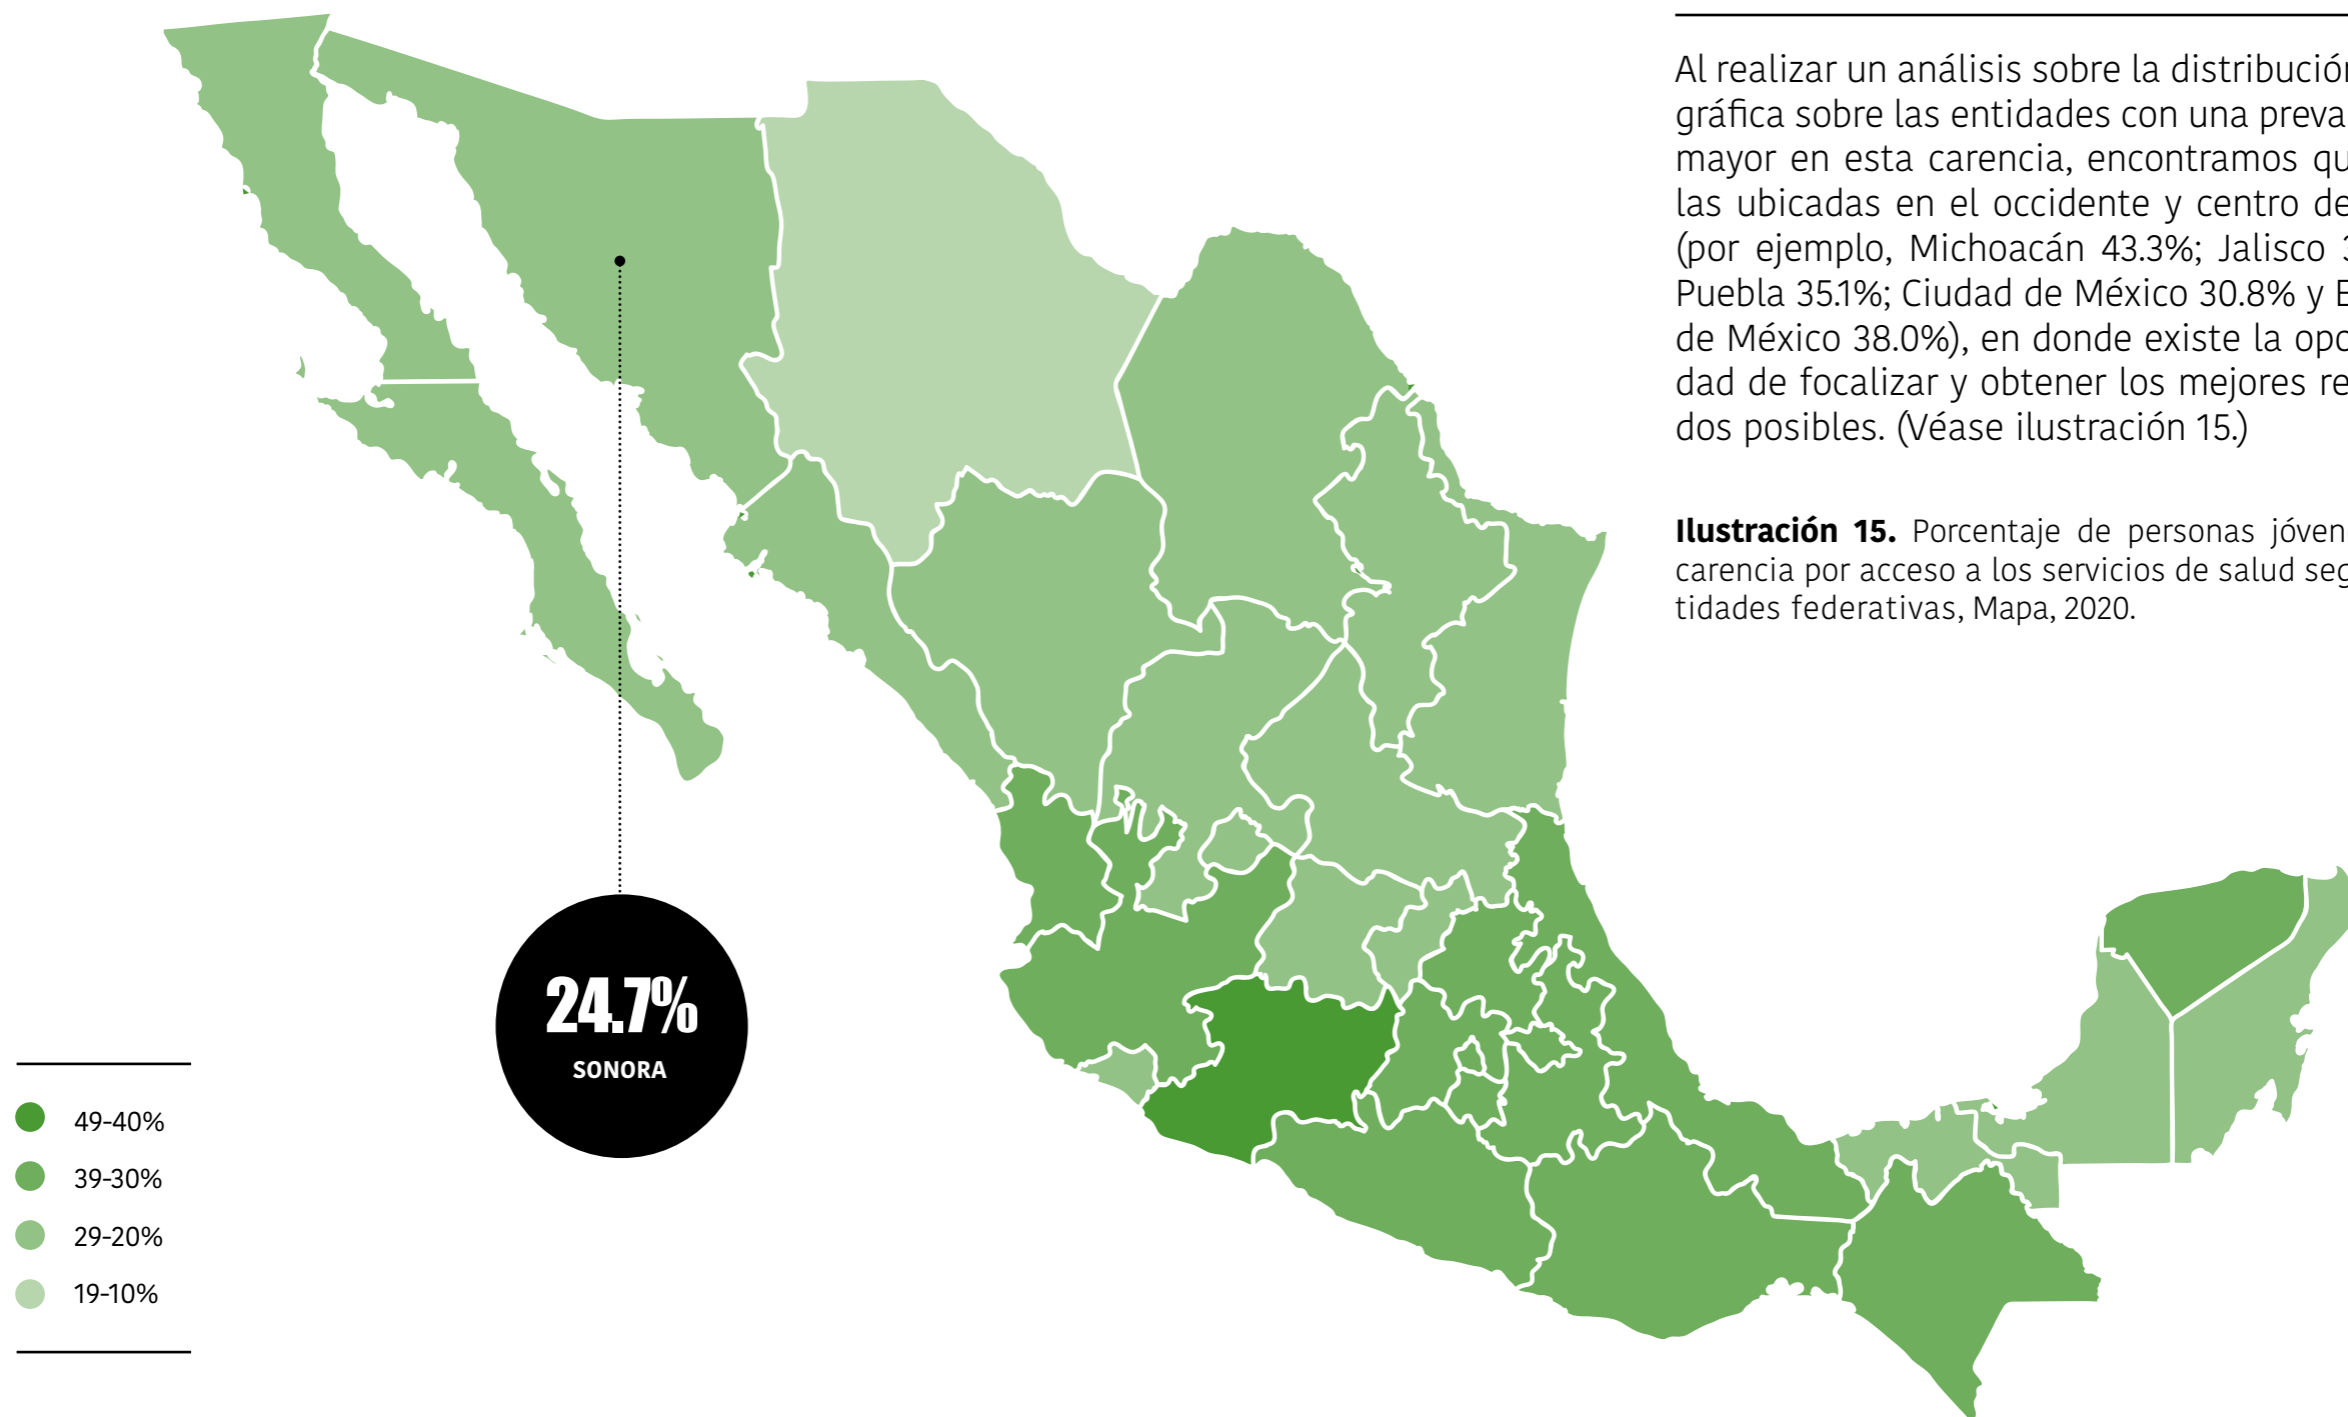 Al realizar un análisis sobre la distribución
gráfica sobre las entidades con una preva
mayor en esta carencia, encontramos qu
las ubicadas en el occidente y centro de
(por ejemplo, Michoacán 43.3%; Jalisco 3
Puebla 35.1%; Ciudad de México 30.8% y E
de México 38.0%), en donde existe la opo
dad de focalizar y obtener los mejores re
dos posibles. (Véase ilustración 15.)
Ilustración 15. Porcentaje de personas jóven
carencia por acceso a los servicios de salud seg
tidades federativas, Mapa, 2020.
24.7%
SONORA
49-40%
39-30%
29-20%
19-10%